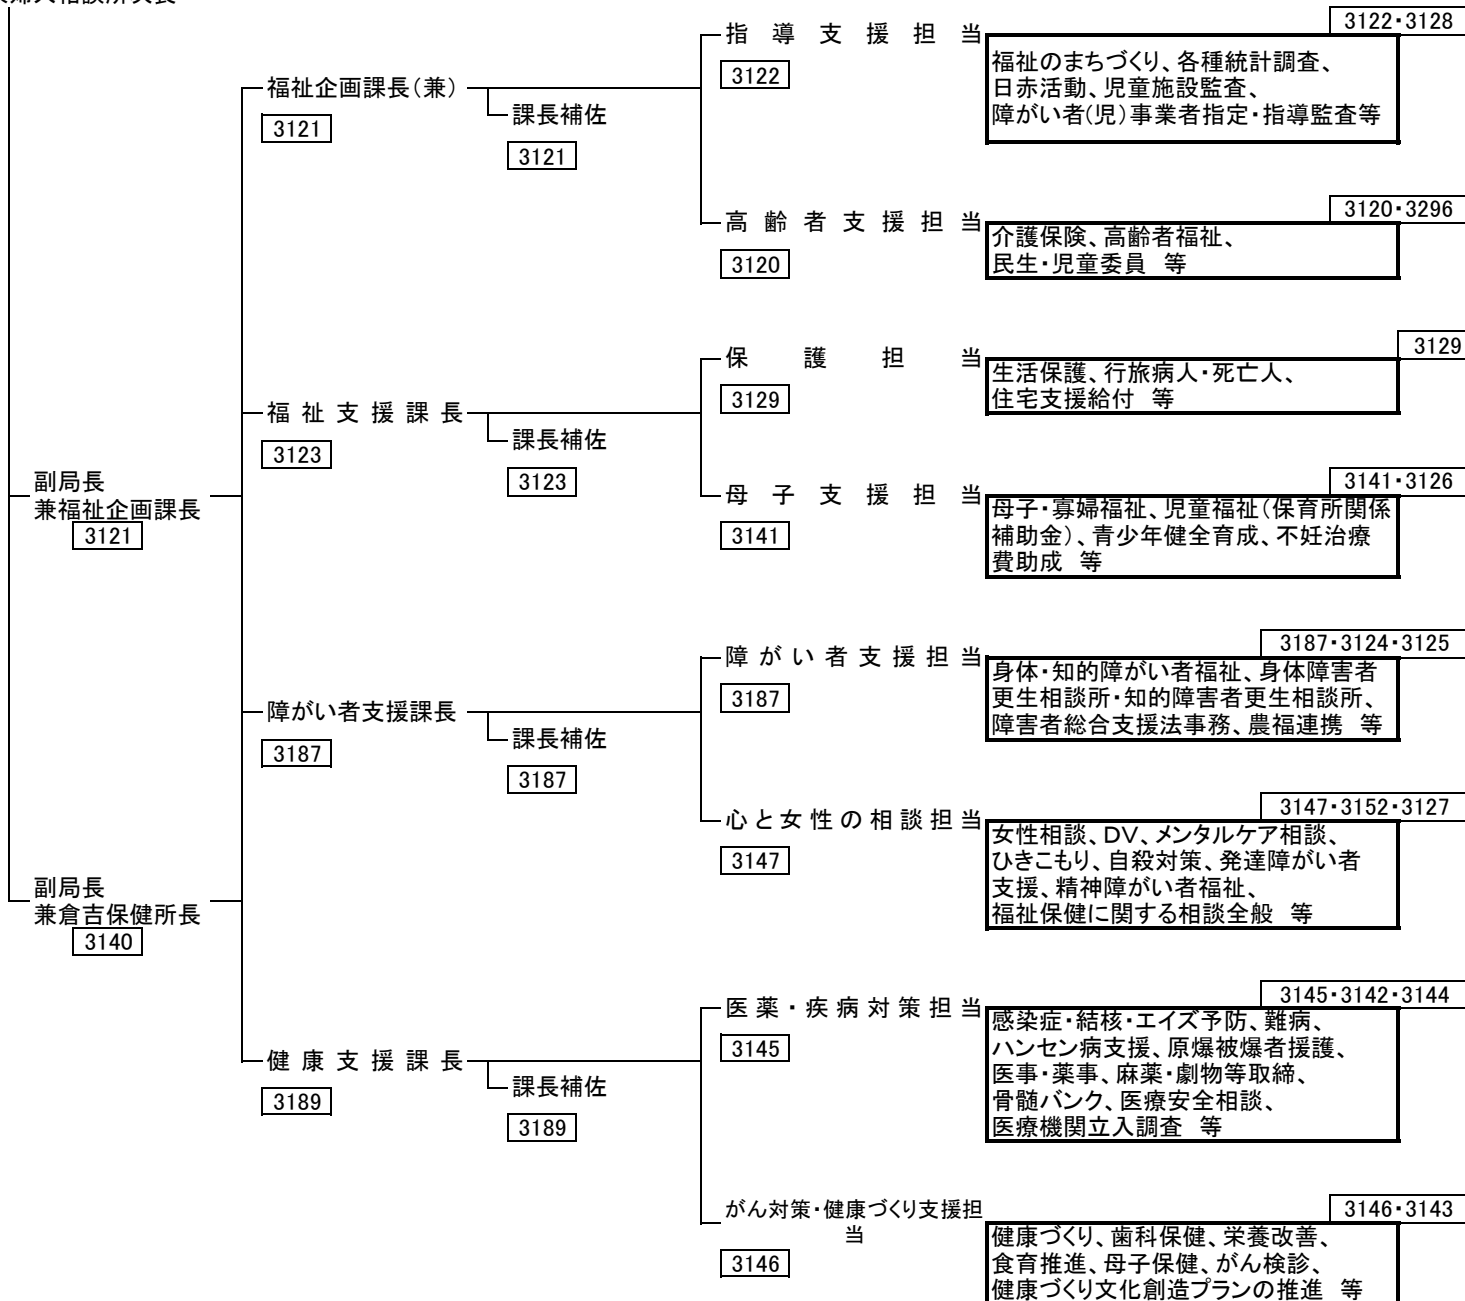 指導支援担当
3122・3128
3122
福祉のまちづくり、各種統計調査、
日赤活動、児童施設監査、
障がい者(児)事業者指定・指導監査等
福祉企画課長(兼)
3121
課長補佐
3121
高齢者支援担当
3120・3296
3120
介護保険、高齢者福祉、
民生・児童委員 等
保護担当
3129
3129
生活保護、行旅病人・死亡人、
住宅支援給付 等
福祉支援課長
3123
課長補佐
3123
副局長
兼福祉企画課長
3121
母子支援担当
3141・3126
3141
母子・寡婦福祉、児童福祉(保育所関係
補助金)、青少年健全育成、不妊治療
費助成 等
障がい者支援担当
3187・3124・3125
3187
身体・知的障がい者福祉、身体障害者
更生相談所・知的障害者更生相談所、
障害者総合支援法事務、農福連携 等
障がい者支援課長
3187
課長補佐
3187
心と女性の相談担当
3147・3152・3127
3147
女性相談、DV、メンタルケア相談、
ひきこもり、自殺対策、発達障がい者
支援、精神障がい者福祉、
福祉保健に関する相談全般 等
副局長
兼倉吉保健所長
3140
医薬・疾病対策担当
3145・3142・3144
3145
感染症・結核・エイズ予防、難病、
ハンセン病支援、原爆被爆者援護、
医事・薬事、麻薬・劇物等取締、
骨髄バンク、医療安全相談、
医療機関立入調査 等
健康支援課長
3189
課長補佐
3189
がん対策・健康づくり支援担
当
3146・3143
3146
健康づくり、歯科保健、栄養改善、
食育推進、母子保健、がん検診、
健康づくり文化創造プランの推進 等